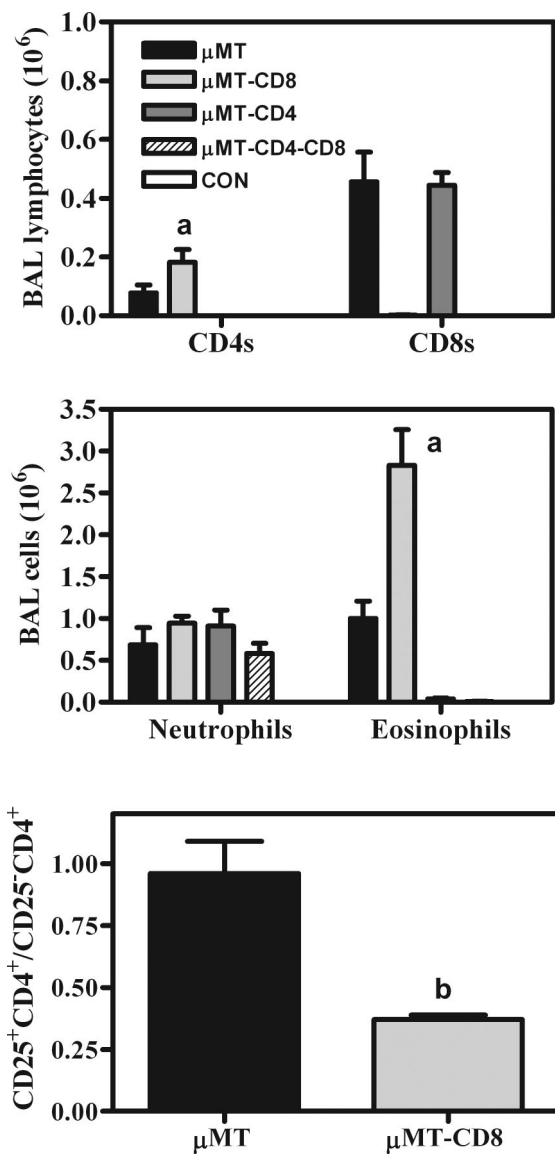 BAL lymphocytes (10⁶)
1.0
0.8
0.6
0.4
0.2
0.0
μMT
μMT-CD8
μMT-CD4
μMT-CD4-CD8
CON
a
CD4s
CD8s
BAL cells (10⁶)
3.5
3.0
2.5
2.0
1.5
1.0
0.5
0.0
a
Neutrophils
Eosinophils
CD25⁺CD4⁺/CD25⁻CD4⁺
1.00
0.75
0.50
0.25
0.00
b
μMT
μMT-CD8